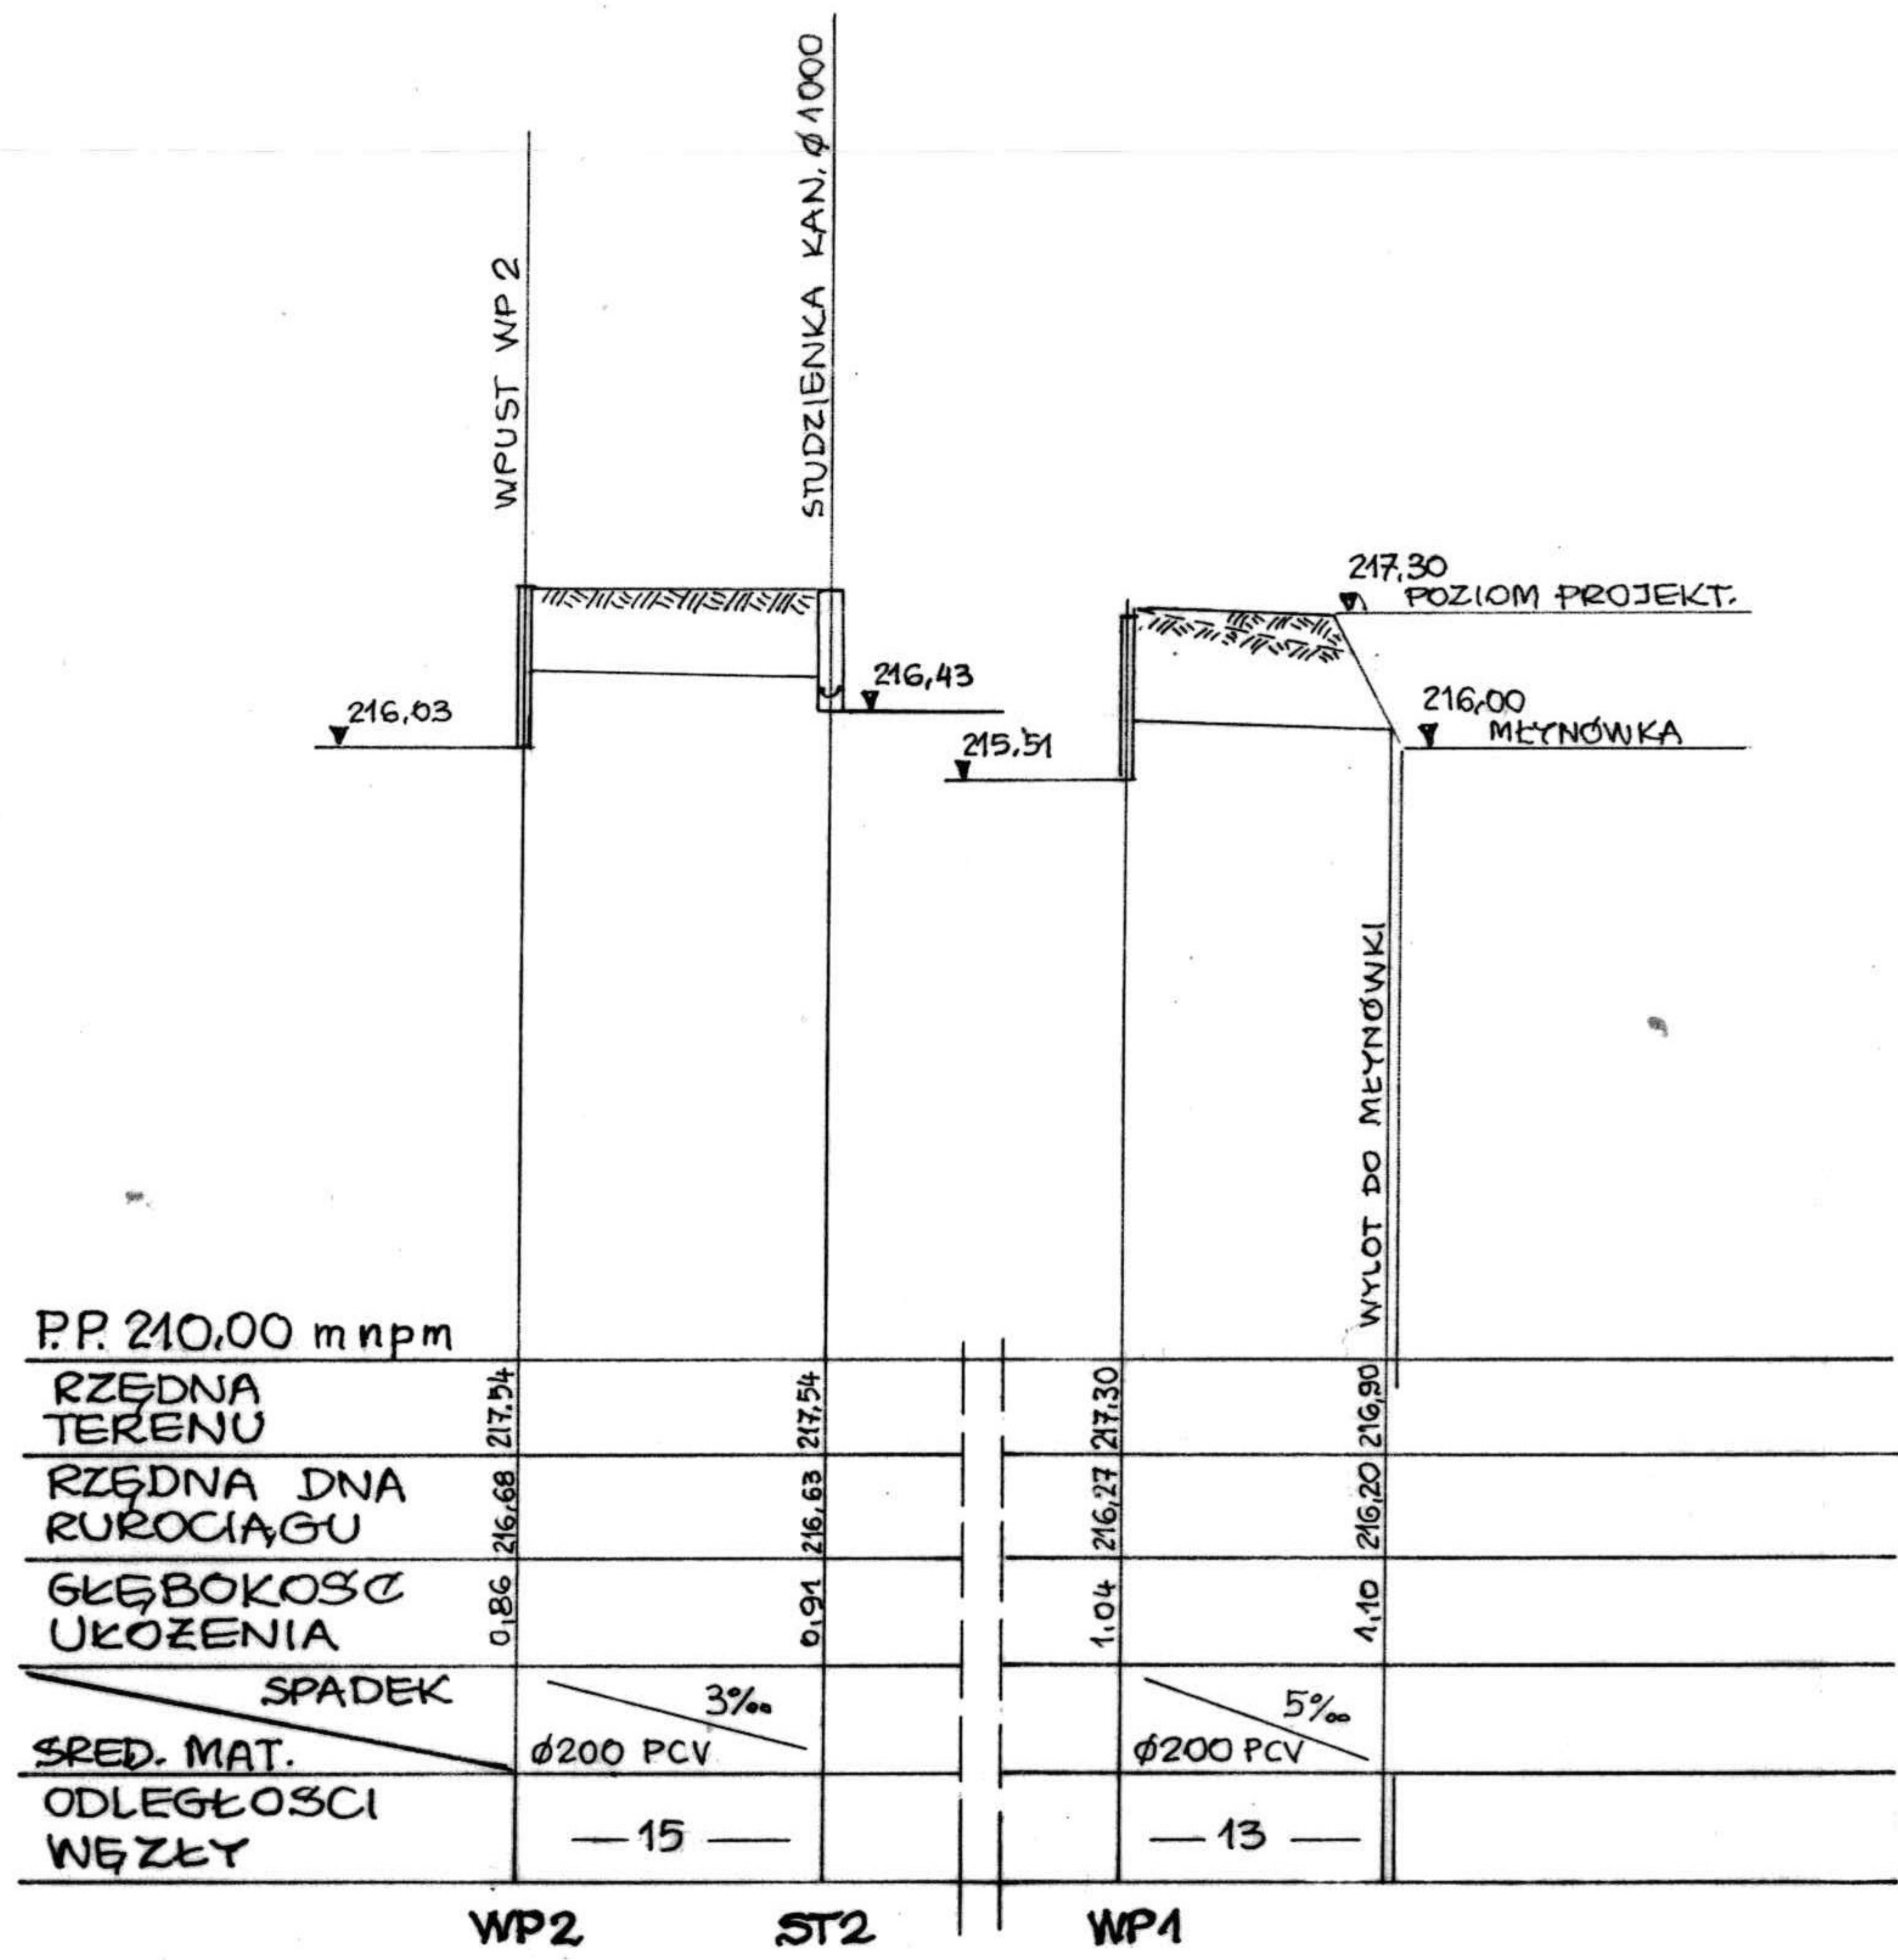 WPUST WP 2
STUDZIENKA KAN. Ø 1000
217.30
POZIOM PROJEKT.
216,03
216,43
215.51
216,00
MŁYNÓWKA
WYLOT DO MŁYNÓWKI
P.P. 210.00 m npm
RZĘDNA
TERENU
217.54
217,54
217.30
216,90
RZĘDNA DNA
RUROCIĄGU
216,68
216,63
216,27
216,20
GŁĘBOKOŚĆ
UŁOŻENIA
0,86
0,91
1.04
1,10
SPADEK
ŚRED. MAT.
3‰
Ø200 PCV
5‰
Ø200 PCV
ODLEGŁOŚCI
WĘZŁY
— 15 —
— 13 —
WP2
ST2
WP1